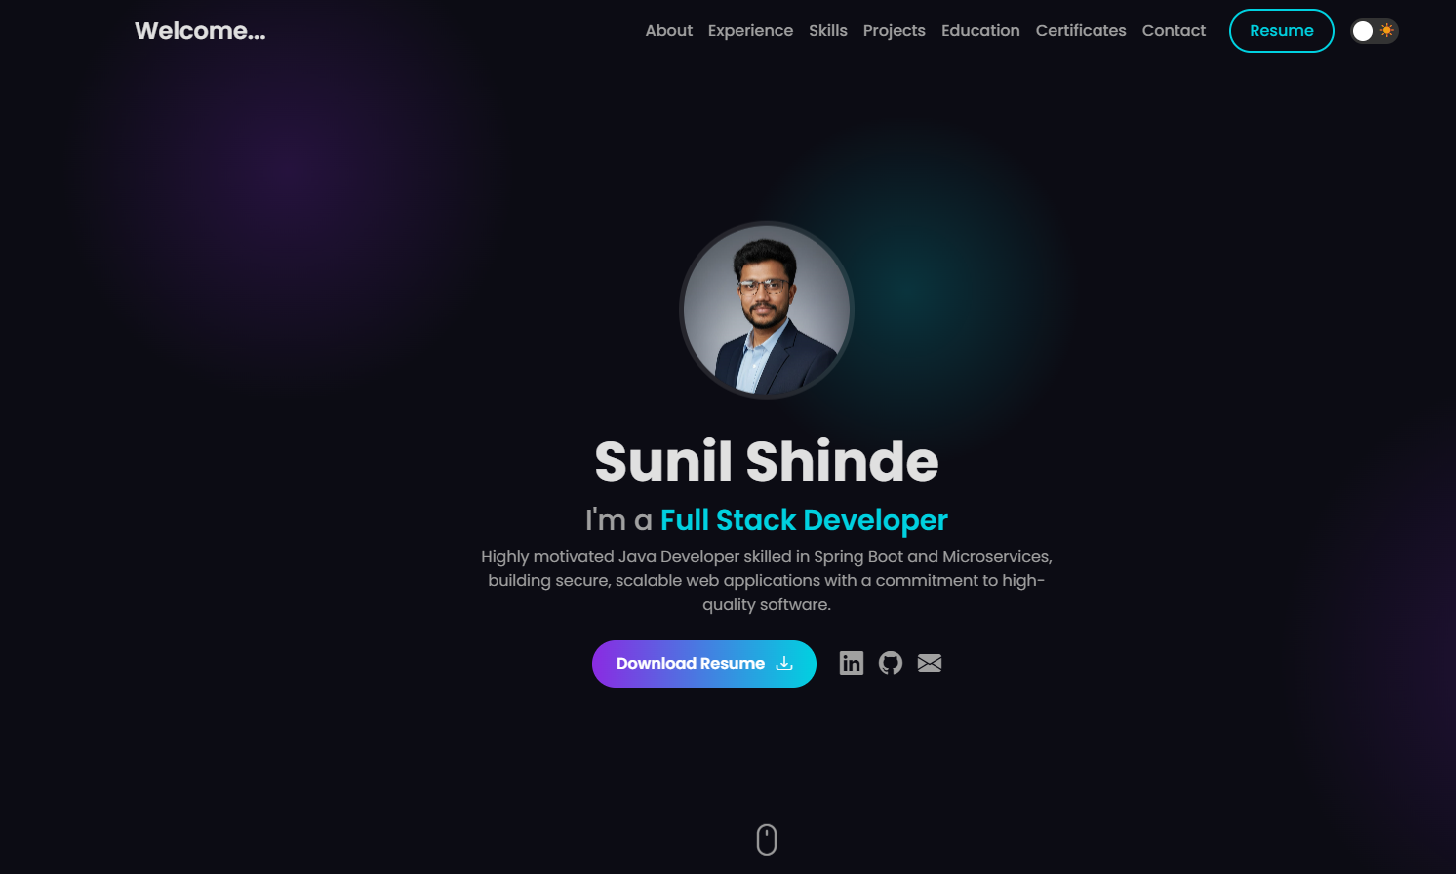 Welcome...
About Experience Skills Projects Education Certificates Contact Resume
Sunil Shinde
I'm a Full Stack Developer
Highly motivated Java Developer skilled in Spring Boot and Microservices,
building secure, scalable web applications with a commitment to high-
quality software.
Download Resume
in